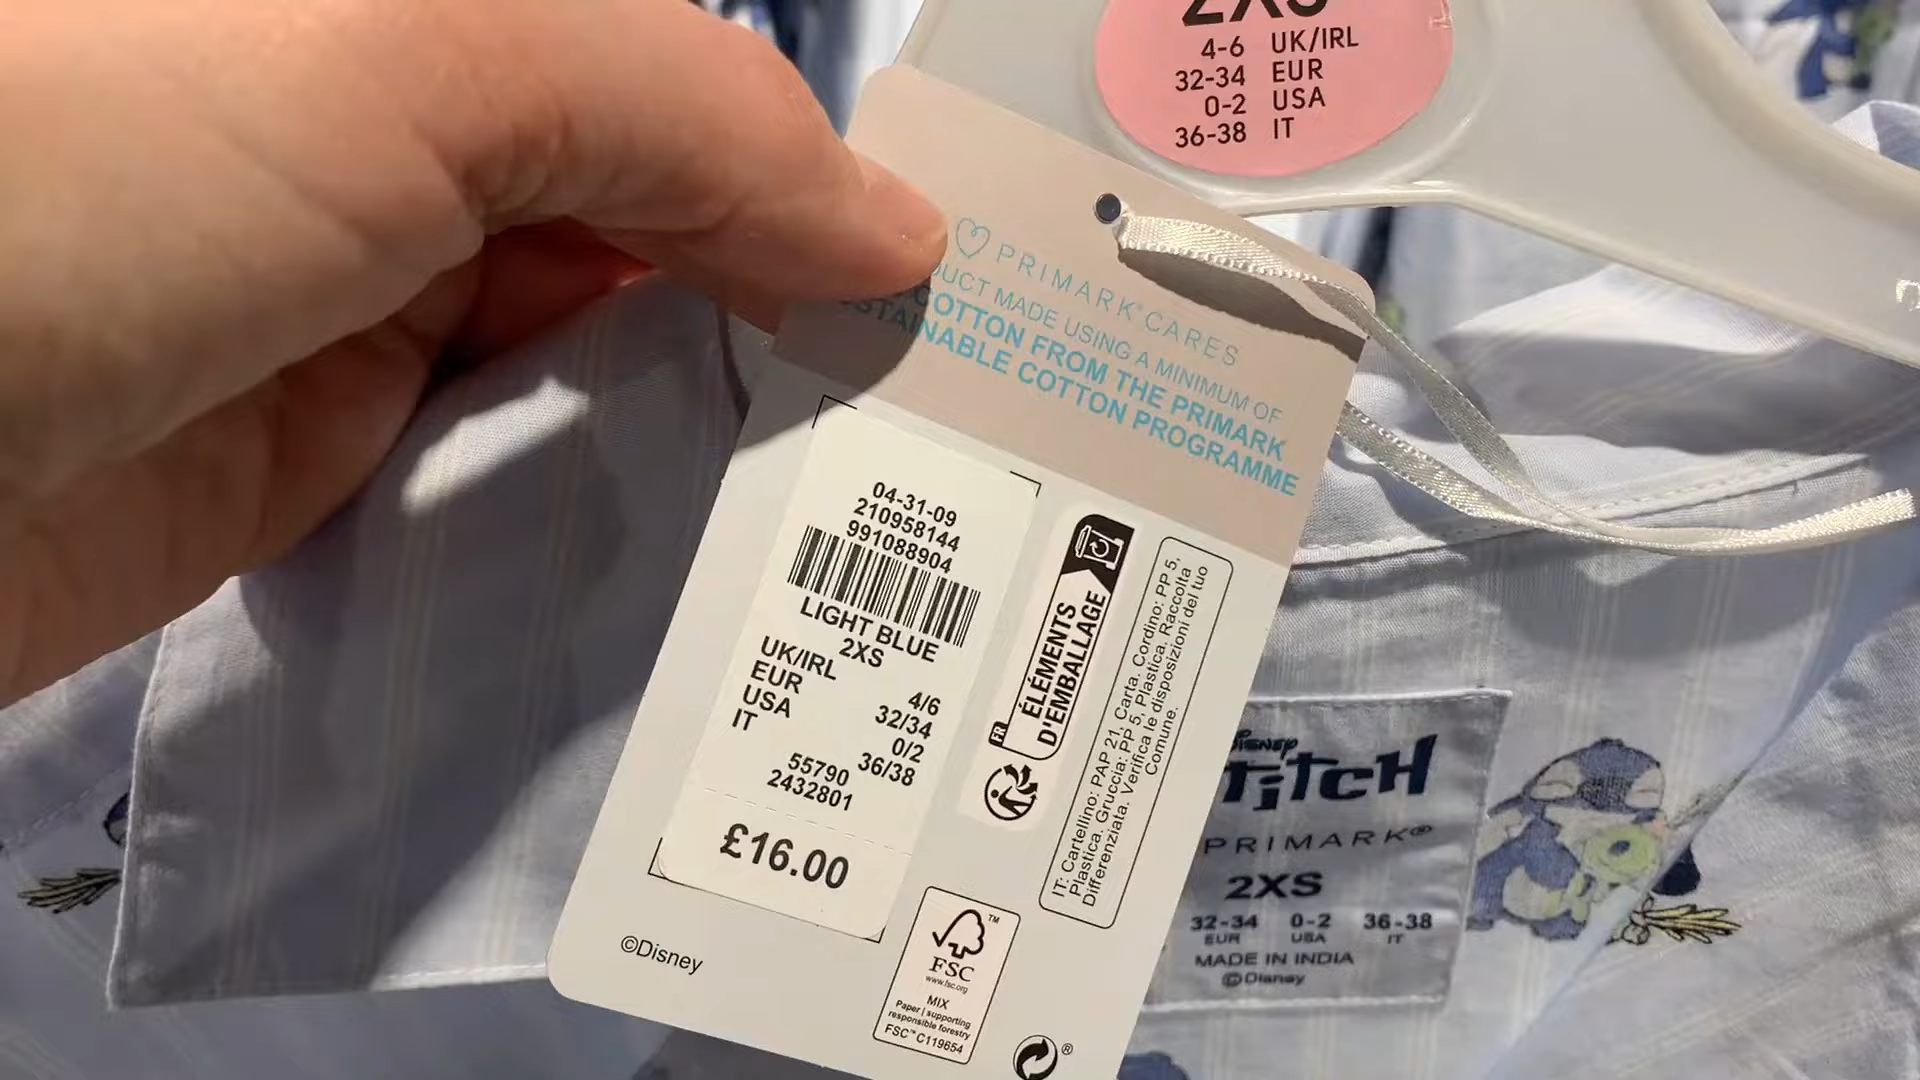 2XS
4-6 UK/IRL
32-34 EUR
0-2 USA
36-38 IT
PRIMARK® CARES
MADE USING A MINIMUM OF
COTTON FROM THE PRIMARK
COTTON PROGRAMME
04-31-09
210958144
991088904
LIGHT BLUE
2XS
UK/IRL 4/6
EUR 32/34
USA 0/2
IT 36/38
55790
2432801
£16.00
©Disney
FR
ÉLÉMENTS
D'EMBALLAGE
IT: Cartellino: PAP 21, Carta. Cordino: PP 5,
Plastica. Gruccia: PP 5, Plastica. Raccolta
Differenziata. Verifica le disposizioni del tuo
Comune.
FSC
™
www.fsc.org
MIX
Paper | supporting
responsible forestry
FSC™ C119654
®
DISNEY
STITCH
PRIMARK®
2XS
32-34 0-2 36-38
EUR USA IT
MADE IN INDIA
©Disney